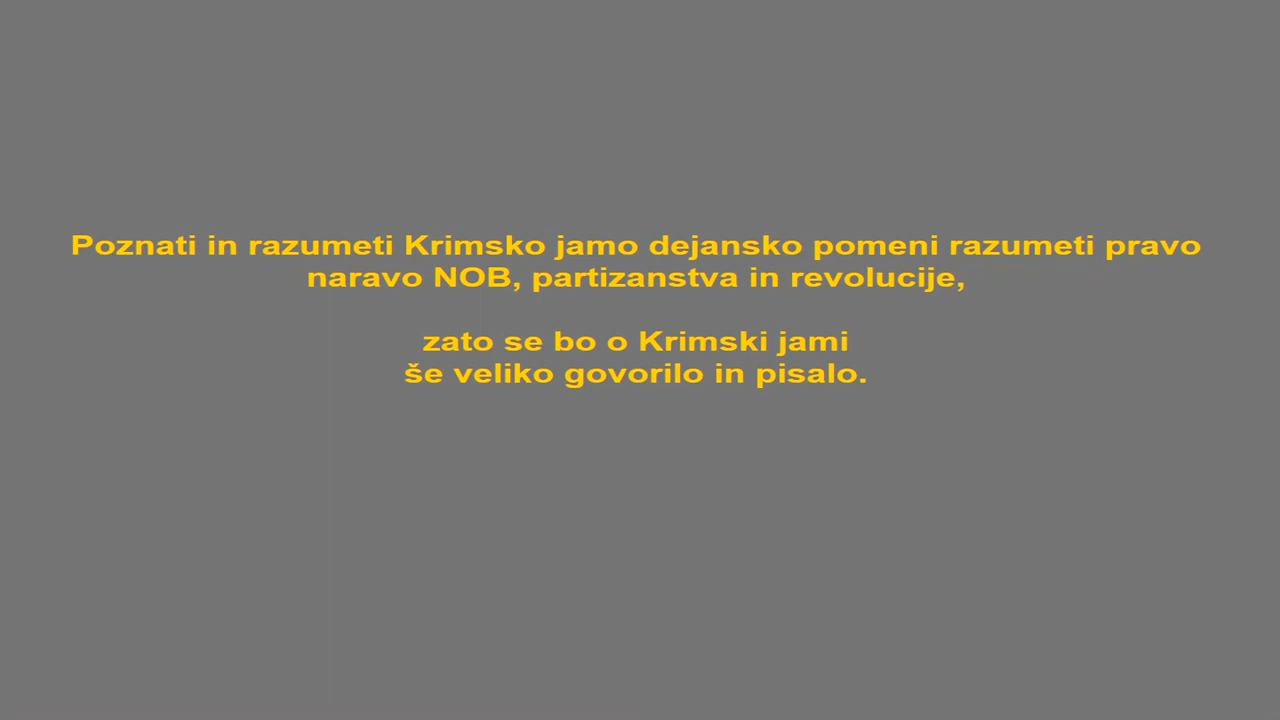 Poznati in razumeti Krimsko jamo dejansko pomeni razumeti pravo
naravo NOB, partizanstva in revolucije,
zato se bo o Krimski jami
še veliko govorilo in pisalo.